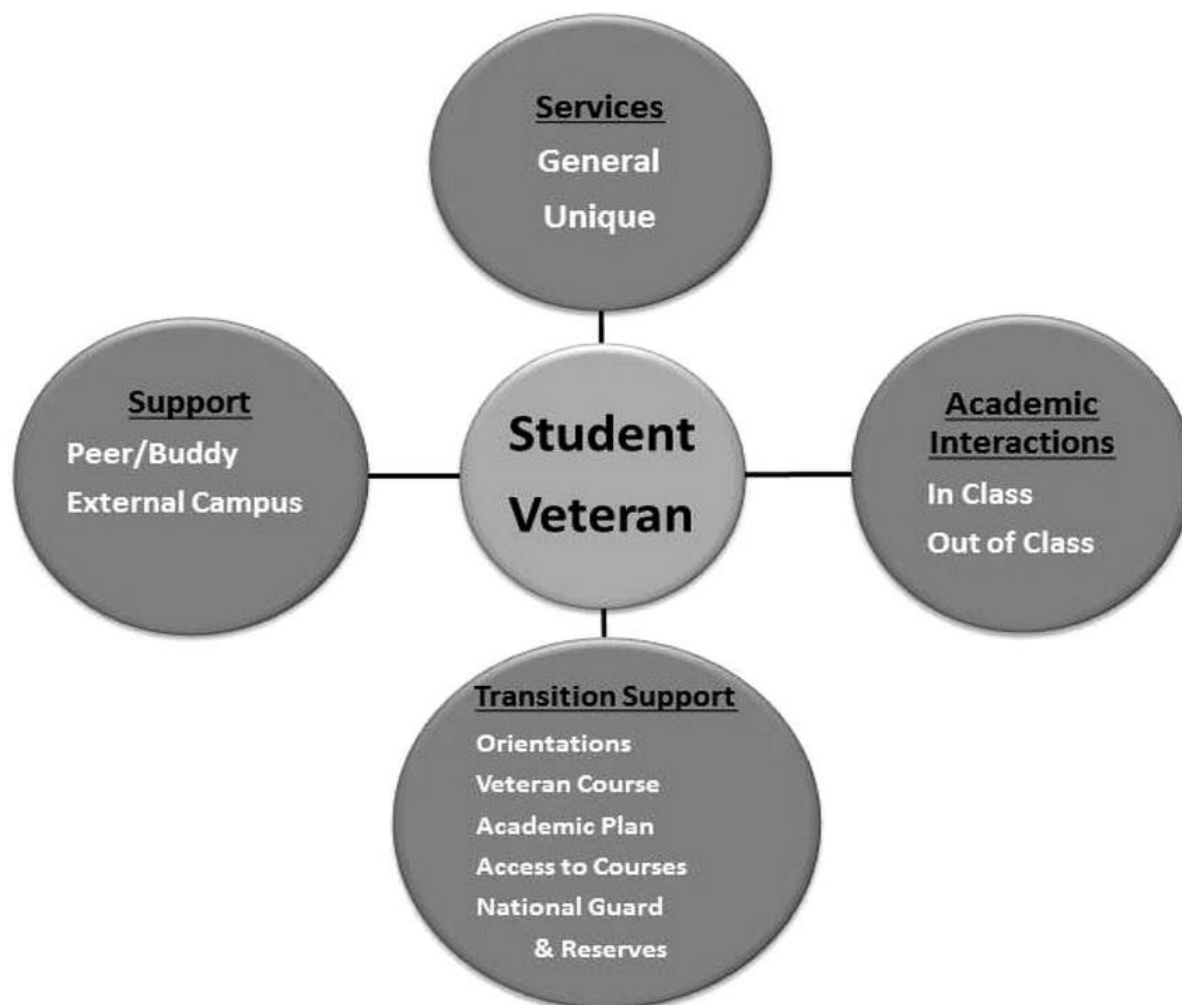 Services
General
Unique
Support
Peer/Buddy
External Campus
Student
Veteran
Academic
Interactions
In Class
Out of Class
Transition Support
Orientations
Veteran Course
Academic Plan
Access to Courses
National Guard
& Reserves